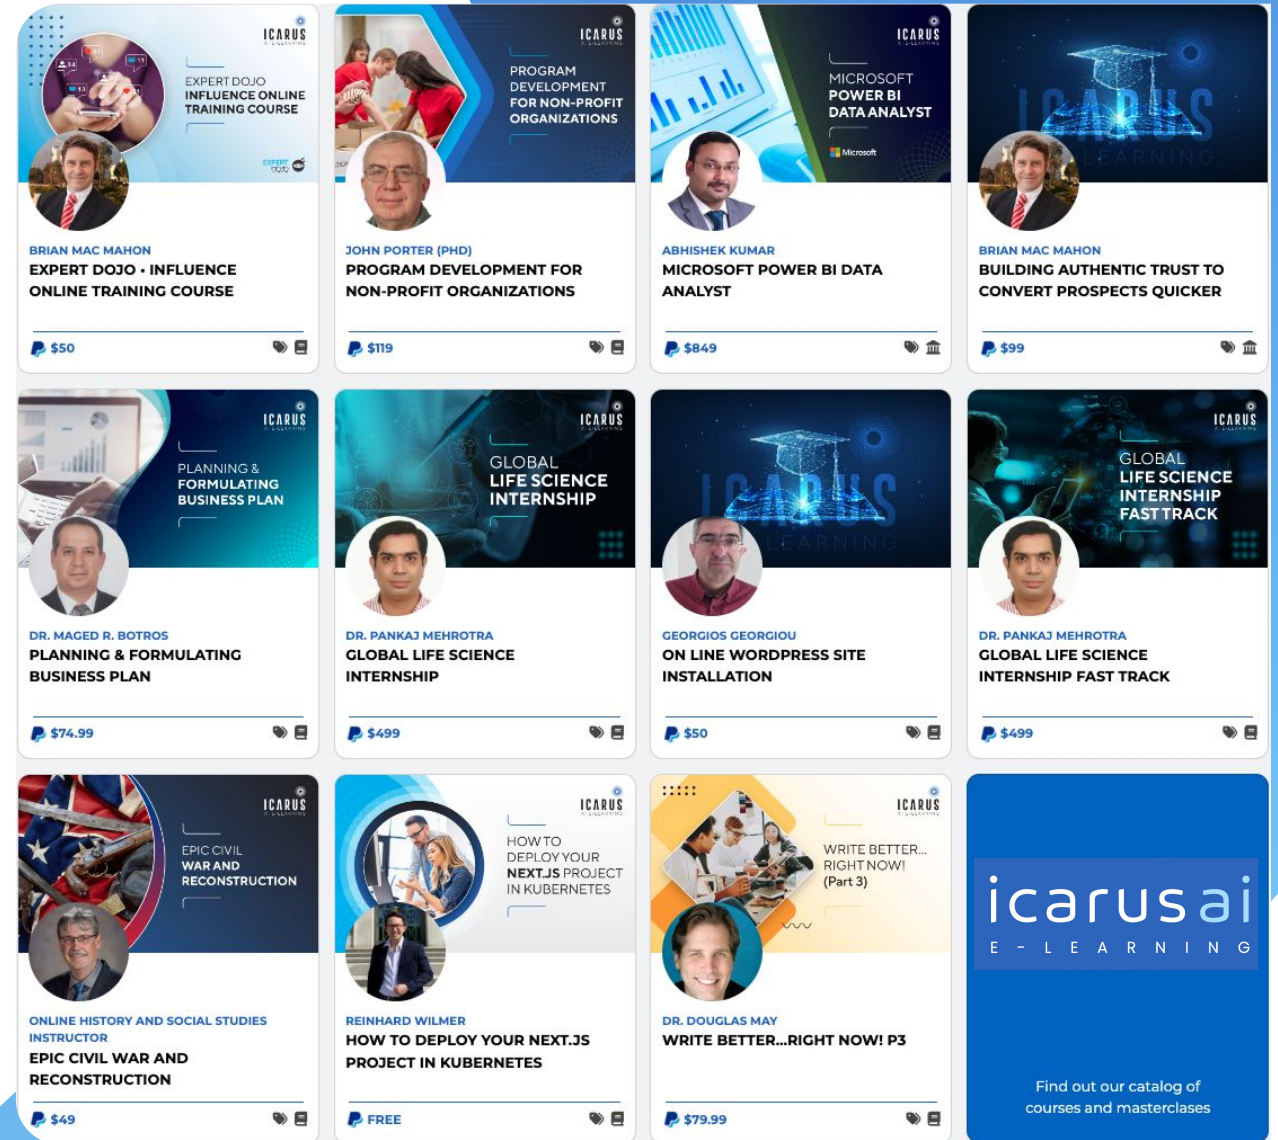 ICARUS
EXPERT DOJO
INFLUENCE ONLINE
TRAINING COURSE
EXPERT
DOJO
BRIAN MAC MAHON
EXPERT DOJO • INFLUENCE
ONLINE TRAINING COURSE
$50
ICARUS
PROGRAM
DEVELOPMENT
FOR NON-PROFIT
ORGANIZATIONS
JOHN PORTER (PHD)
PROGRAM DEVELOPMENT FOR
NON-PROFIT ORGANIZATIONS
$119
ICARUS
MICROSOFT
POWER BI
DATA ANALYST
Microsoft
ABHISHEK KUMAR
MICROSOFT POWER BI DATA
ANALYST
$849
ICARUS
LEARNING
BRIAN MAC MAHON
BUILDING AUTHENTIC TRUST TO
CONVERT PROSPECTS QUICKER
$99
ICARUS
PLANNING &
FORMULATING
BUSINESS PLAN
DR. MAGED R. BOTROS
PLANNING & FORMULATING
BUSINESS PLAN
$74.99
ICARUS
GLOBAL
LIFE SCIENCE
INTERNSHIP
DR. PANKAJ MEHROTRA
GLOBAL LIFE SCIENCE
INTERNSHIP
$499
ICARUS
LEARNING
GEORGIOS GEORGIOU
ON LINE WORDPRESS SITE
INSTALLATION
$50
ICARUS
GLOBAL
LIFE SCIENCE
INTERNSHIP
FAST TRACK
DR. PANKAJ MEHROTRA
GLOBAL LIFE SCIENCE
INTERNSHIP FAST TRACK
$499
ICARUS
EPIC CIVIL
WAR AND
RECONSTRUCTION
ONLINE HISTORY AND SOCIAL STUDIES
INSTRUCTOR
EPIC CIVIL WAR AND
RECONSTRUCTION
$49
ICARUS
HOW TO
DEPLOY YOUR
NEXT.JS PROJECT
IN KUBERNETES
REINHARD WILMER
HOW TO DEPLOY YOUR NEXT.JS
PROJECT IN KUBERNETES
FREE
ICARUS
WRITE BETTER...
RIGHT NOW!
(Part 3)
DR. DOUGLAS MAY
WRITE BETTER...RIGHT NOW! P3
$79.99
icarus ai
E - LEARNING
Find out our catalog of
courses and masterclasses